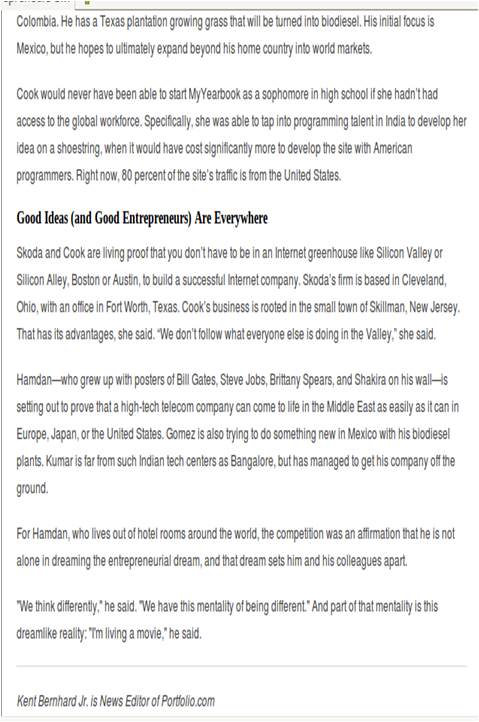 Colombia. He has a Texas plantation growing grass that will be turned into biodiesel. His initial focus is
Mexico, but he hopes to ultimately expand beyond his home country into world markets.
Cook would never have been able to start MyYearbook as a sophomore in high school if she hadn't had
access to the global workforce. Specifically, she was able to tap into programming talent in India to develop her
idea on a shoestring, when it would have cost significantly more to develop the site with American
programmers. Right now, 80 percent of the site's traffic is from the United States.
Good Ideas (and Good Entrepreneurs) Are Everywhere
Skoda and Cook are living proof that you don't have to be in an Internet greenhouse like Silicon Valley or
Silicon Alley, Boston or Austin, to build a successful Internet company. Skoda's firm is based in Cleveland,
Ohio, with an office in Fort Worth, Texas. Cook's business is rooted in the small town of Skillman, New Jersey.
That has its advantages, she said. “We don't follow what everyone else is doing in the Valley,” she said.
Hamdan—who grew up with posters of Bill Gates, Steve Jobs, Brittany Spears, and Shakira on his wall—is
setting out to prove that a high-tech telecom company can come to life in the Middle East as easily as it can in
Europe, Japan, or the United States. Gomez is also trying to do something new in Mexico with his biodiesel
plants. Kumar is far from such Indian tech centers as Bangalore, but has managed to get his company off the
ground.
For Hamdan, who lives out of hotel rooms around the world, the competition was an affirmation that he is not
alone in dreaming the entrepreneurial dream, and that dream sets him and his colleagues apart.
"We think differently," he said. "We have this mentality of being different." And part of that mentality is this
dreamlike reality: "I'm living a movie," he said.
Kent Bernhard Jr. is News Editor of Portfolio.com